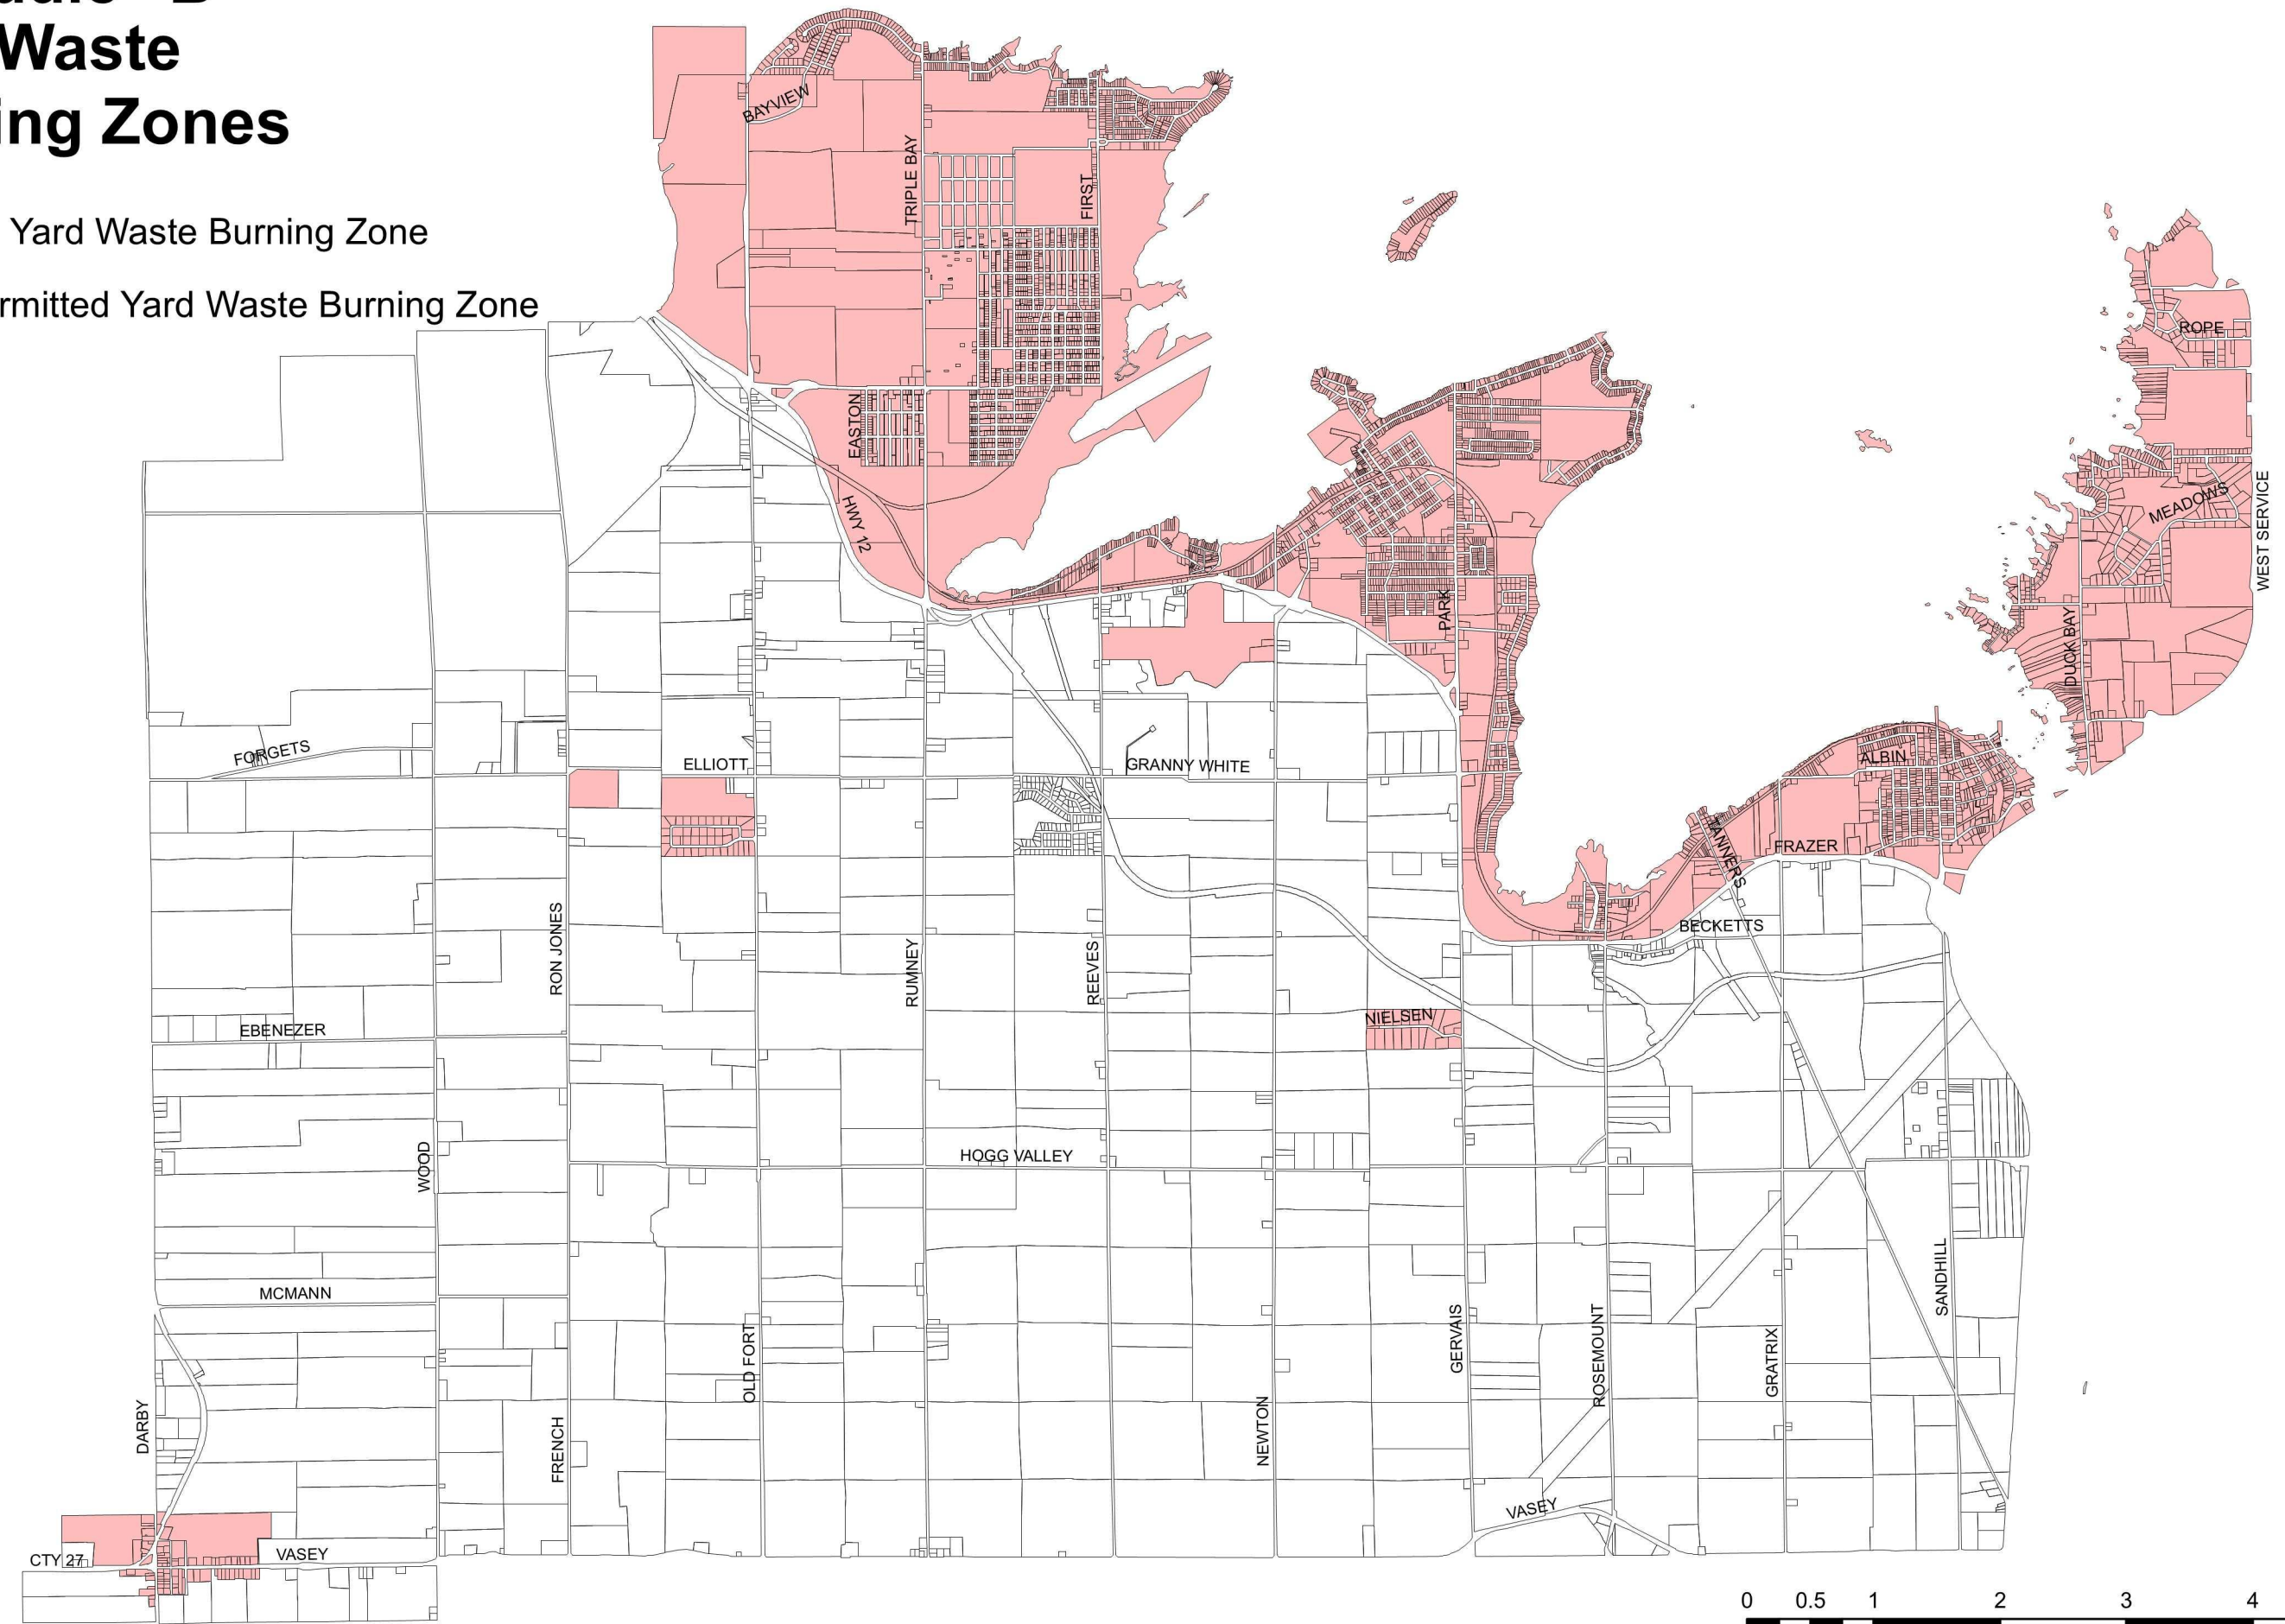 Waste
ing Zones
Yard Waste Burning Zone
rmitted Yard Waste Burning Zone
BAYVIEW
TRIPLE BAY
FIRST
ROPE
EASTON
HWY 12
MEADOWS
WEST SERVICE
PARK
DUCK BAY
FORGETS
ELLIOTT
GRANNY WHITE
ALBIN
TANNERS
FRAZER
BECKETTS
RON JONES
RUMNEY
REEVES
NIELSEN
EBENEZER
WOOD
HOGG VALLEY
MCMANN
SANDHILL
OLD FORT
GERVAIS
ROSEMOUNT
GRATRIX
DARBY
FRENCH
NEWTON
VASEY
CTY 27
VASEY
0 0.5 1 2 3 4